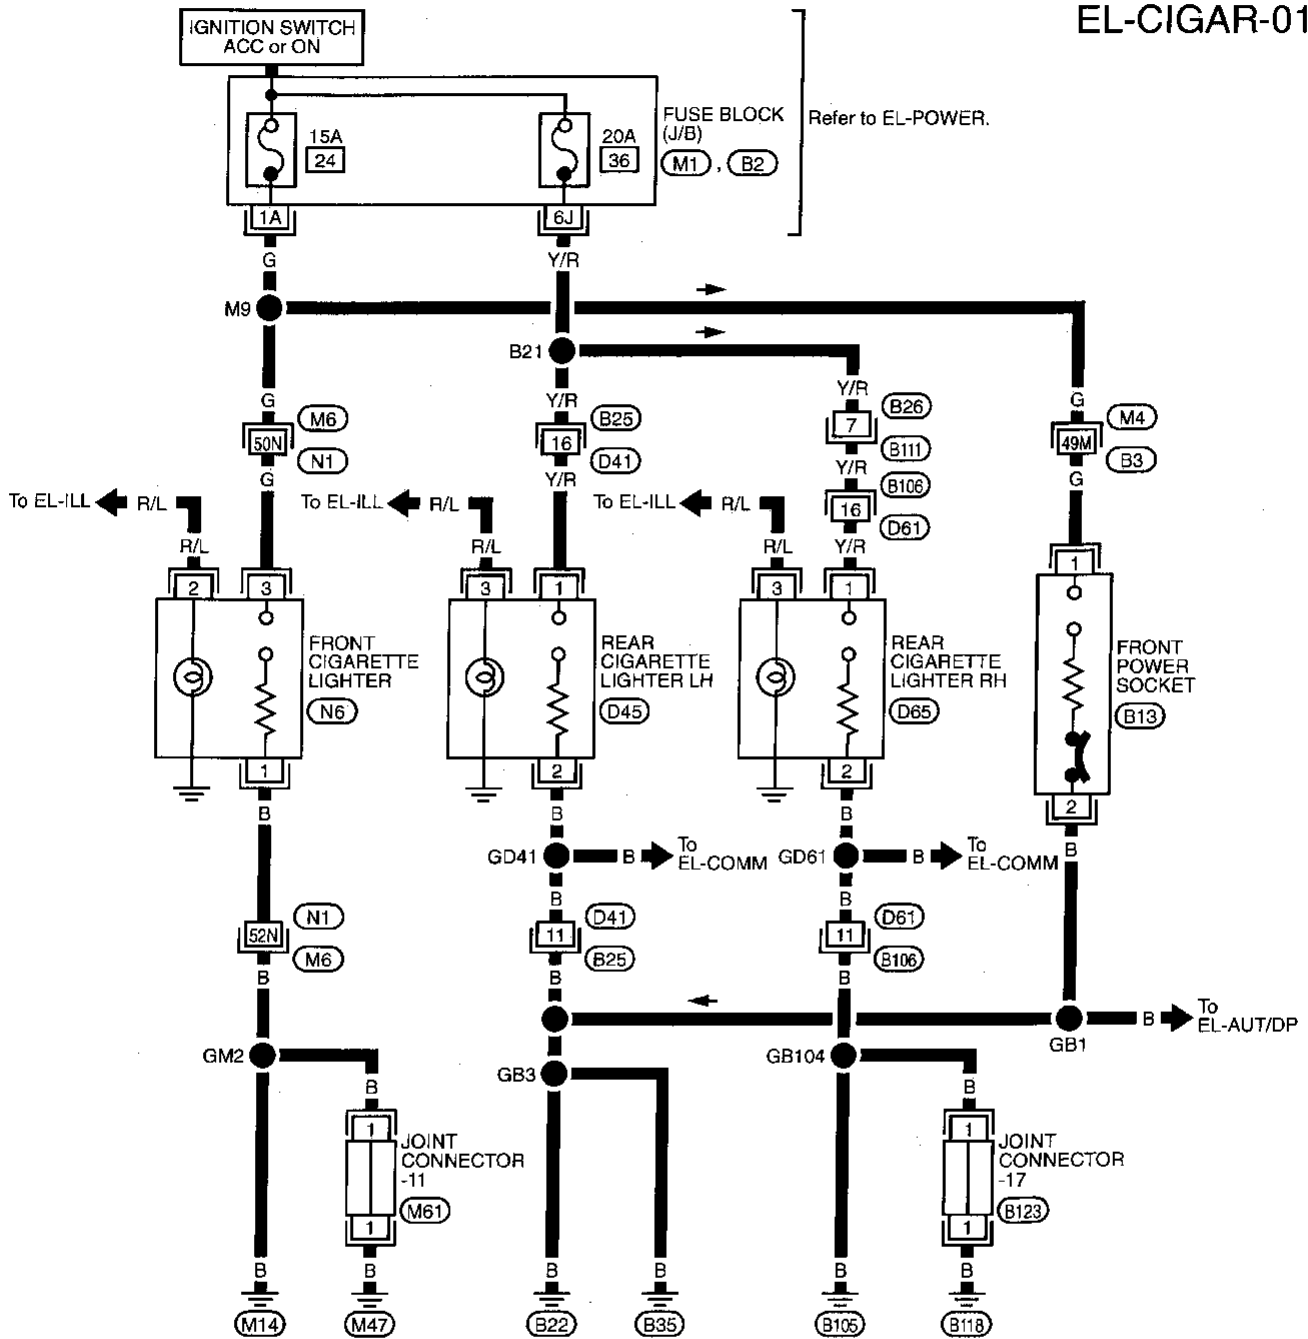 EL-CIGAR-01
IGNITION SWITCH
ACC or ON
15A
24
20A
36
FUSE BLOCK
(J/B)
M1 , B2
Refer to EL-POWER.
1A
6J
G
Y/R
M9
B21
G
Y/R
Y/R
G
M6
50N
N1
B25
16
D41
B26
7
B111
M4
49M
B3
G
Y/R
Y/R
G
B106
16
D61
To EL-ILL
R/L
To EL-ILL
R/L
To EL-ILL
R/L
R/L
R/L
R/L
Y/R
2
3
3
1
3
1
1
FRONT
CIGARETTE
LIGHTER
N6
REAR
CIGARETTE
LIGHTER LH
D45
REAR
CIGARETTE
LIGHTER RH
D65
FRONT
POWER
SOCKET
B13
1
2
2
2
B
B
B
B
GD41
B
To
EL-COMM
GD61
B
To
EL-COMM
B
B
N1
52N
M6
D41
11
B25
D61
11
B106
B
B
B
B
To
EL-AUT/DP
GB1
GM2
GB3
GB104
B
B
1
JOINT
CONNECTOR
-11
M61
1
1
JOINT
CONNECTOR
-17
B123
1
B
B
B
B
B
B
M14
M47
B22
B35
B105
B118